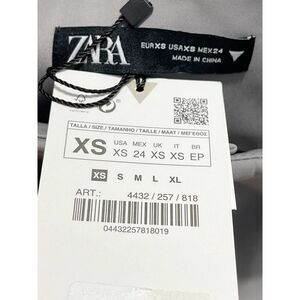 ZARA
EUR XS USA XS MEX 24
MADE IN CHINA
TALLA / SIZE / TAMANHO / TAILLE / MAAT / ΜΕΓΕΘΟΣ
XS
USA MEX UK IT BR
XS 24 XS XS EP
XS S M L XL
ART.: 4432 / 257 / 818
04432257818019